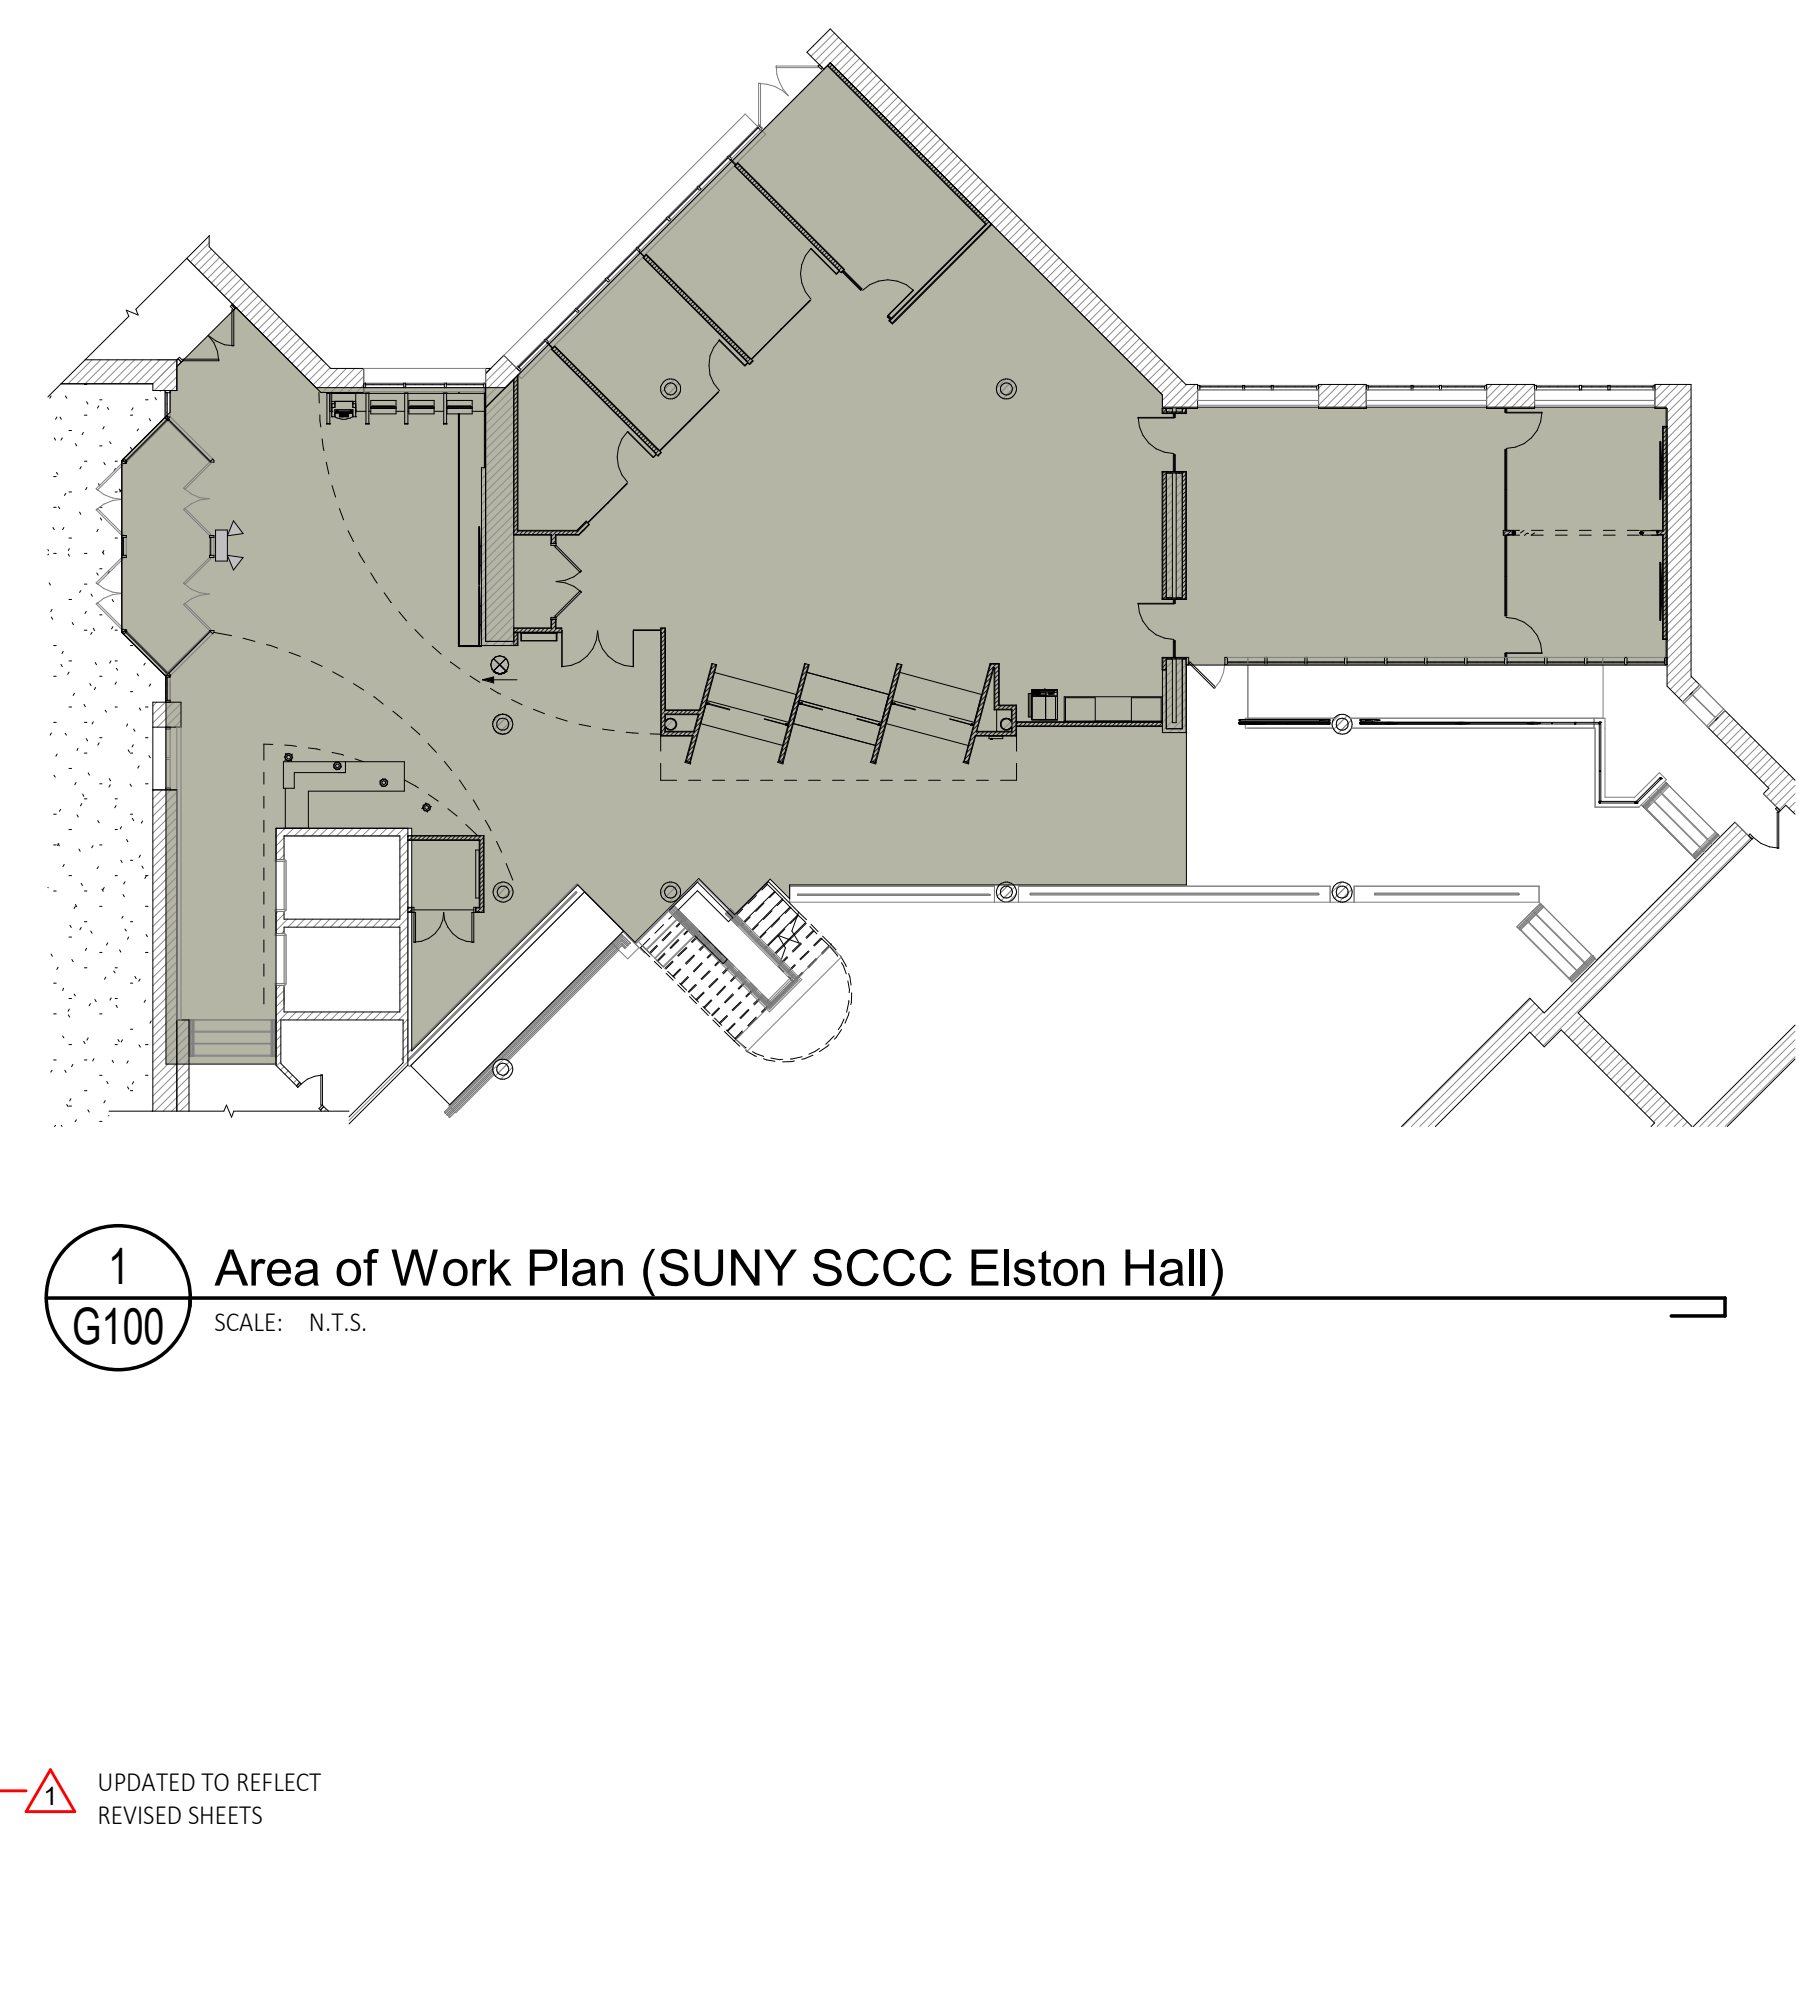 1
Area of Work Plan (SUNY SCCC Elston Hall)
G100
SCALE: N.T.S.
1
UPDATED TO REFLECT
REVISED SHEETS